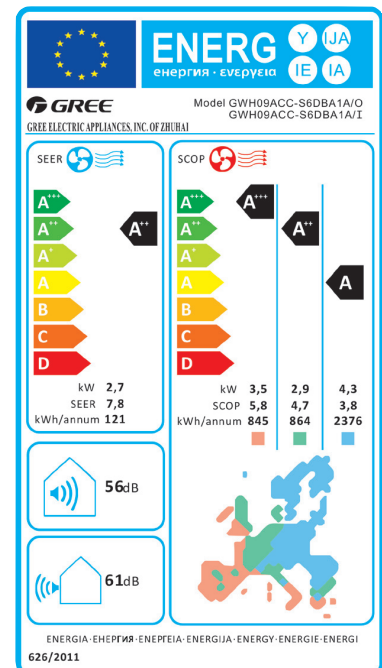 ENERG
енергия · ενεργεια
Y
IJA
IE
IA
GREE
Model GWH09ACC-S6DBA1A/O
GWH09ACC-S6DBA1A/I
GREE ELECTRIC APPLIANCES, INC. OF ZHUHAI
SEER
A+++
A++
A+
A
B
C
D
A++
kW 2,7
SEER 7,8
kWh/annum 121
SCOP
A+++
A++
A+
A
B
C
D
A+++
A++
A
kW 3,5 2,9 4,3
SCOP 5,8 4,7 3,8
kWh/annum 845 864 2376
56dB
61dB
ENERGIA·ЕНЕРГИЯ·ΕΝΕΡΓΕΙΑ·ENERGIJA·ENERGY·ENERGIE·ENERGI
626/2011